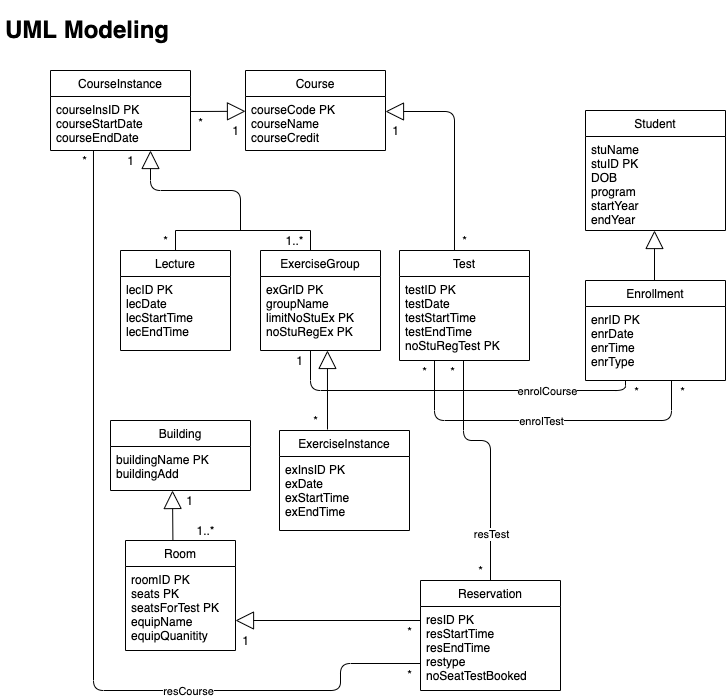 UML Modeling
CourseInstance
courseInsID PK
courseStartDate
courseEndDate
*
1
Course
courseCode PK
courseName
courseCredit
1
Student
stuName
stuID PK
DOB
program
startYear
endYear
*
1
*
1..*
*
Lecture
lecID PK
lecDate
lecStartTime
lecEndTime
ExerciseGroup
exGrID PK
groupName
limitNoStuEx PK
noStuRegEx PK
Test
testID PK
testDate
testStartTime
testEndTime
noStuRegTest PK
Enrollment
enrID PK
enrDate
enrTime
enrType
1
*
*
enrolCourse
*
*
enrolTest
*
Building
buildingName PK
buildingAdd
ExerciseInstance
exInsID PK
exDate
exStartTime
exEndTime
1
1..*
resTest
*
Room
roomID PK
seats PK
seatsForTest PK
equipName
equipQuanitity
1
*
Reservation
resID PK
resStartTime
resEndTime
restype
noSeatTestBooked
*
resCourse